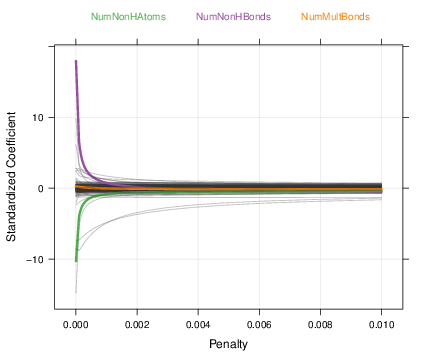 NumNonHAtoms NumNonHBonds NumMultBonds
10
0
−10
Standardized Coefficient
0.000 0.002 0.004 0.006 0.008 0.010
Penalty